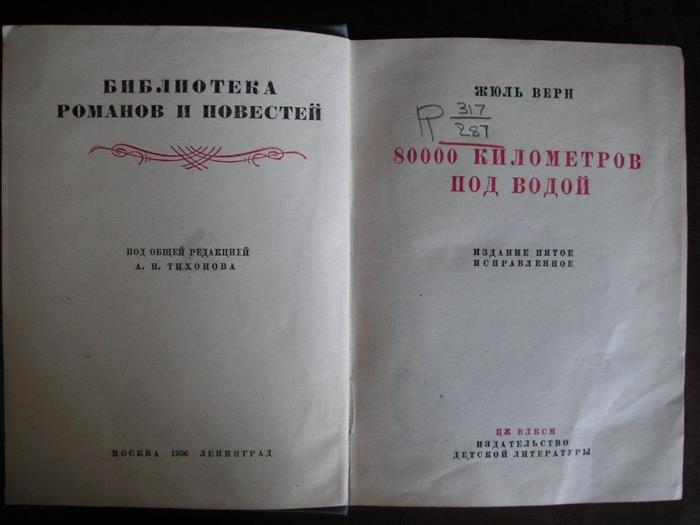 БИБЛИОТЕКА
РОМАНОВ И ПОВЕСТЕЙ
ПОД ОБЩЕЙ РЕДАКЦИЕЙ
А. Н. ТИХОНОВА
МОСКВА 1936 ЛЕНИНГРАД
ЖЮЛЬ ВЕРН
317
287
80000 КИЛОМЕТРОВ
ПОД ВОДОЙ
ИЗДАНИЕ ПЯТОЕ
ИСПРАВЛЕННОЕ
ЦК ВЛКСМ
ИЗДАТЕЛЬСТВО
ДЕТСКОЙ ЛИТЕРАТУРЫ